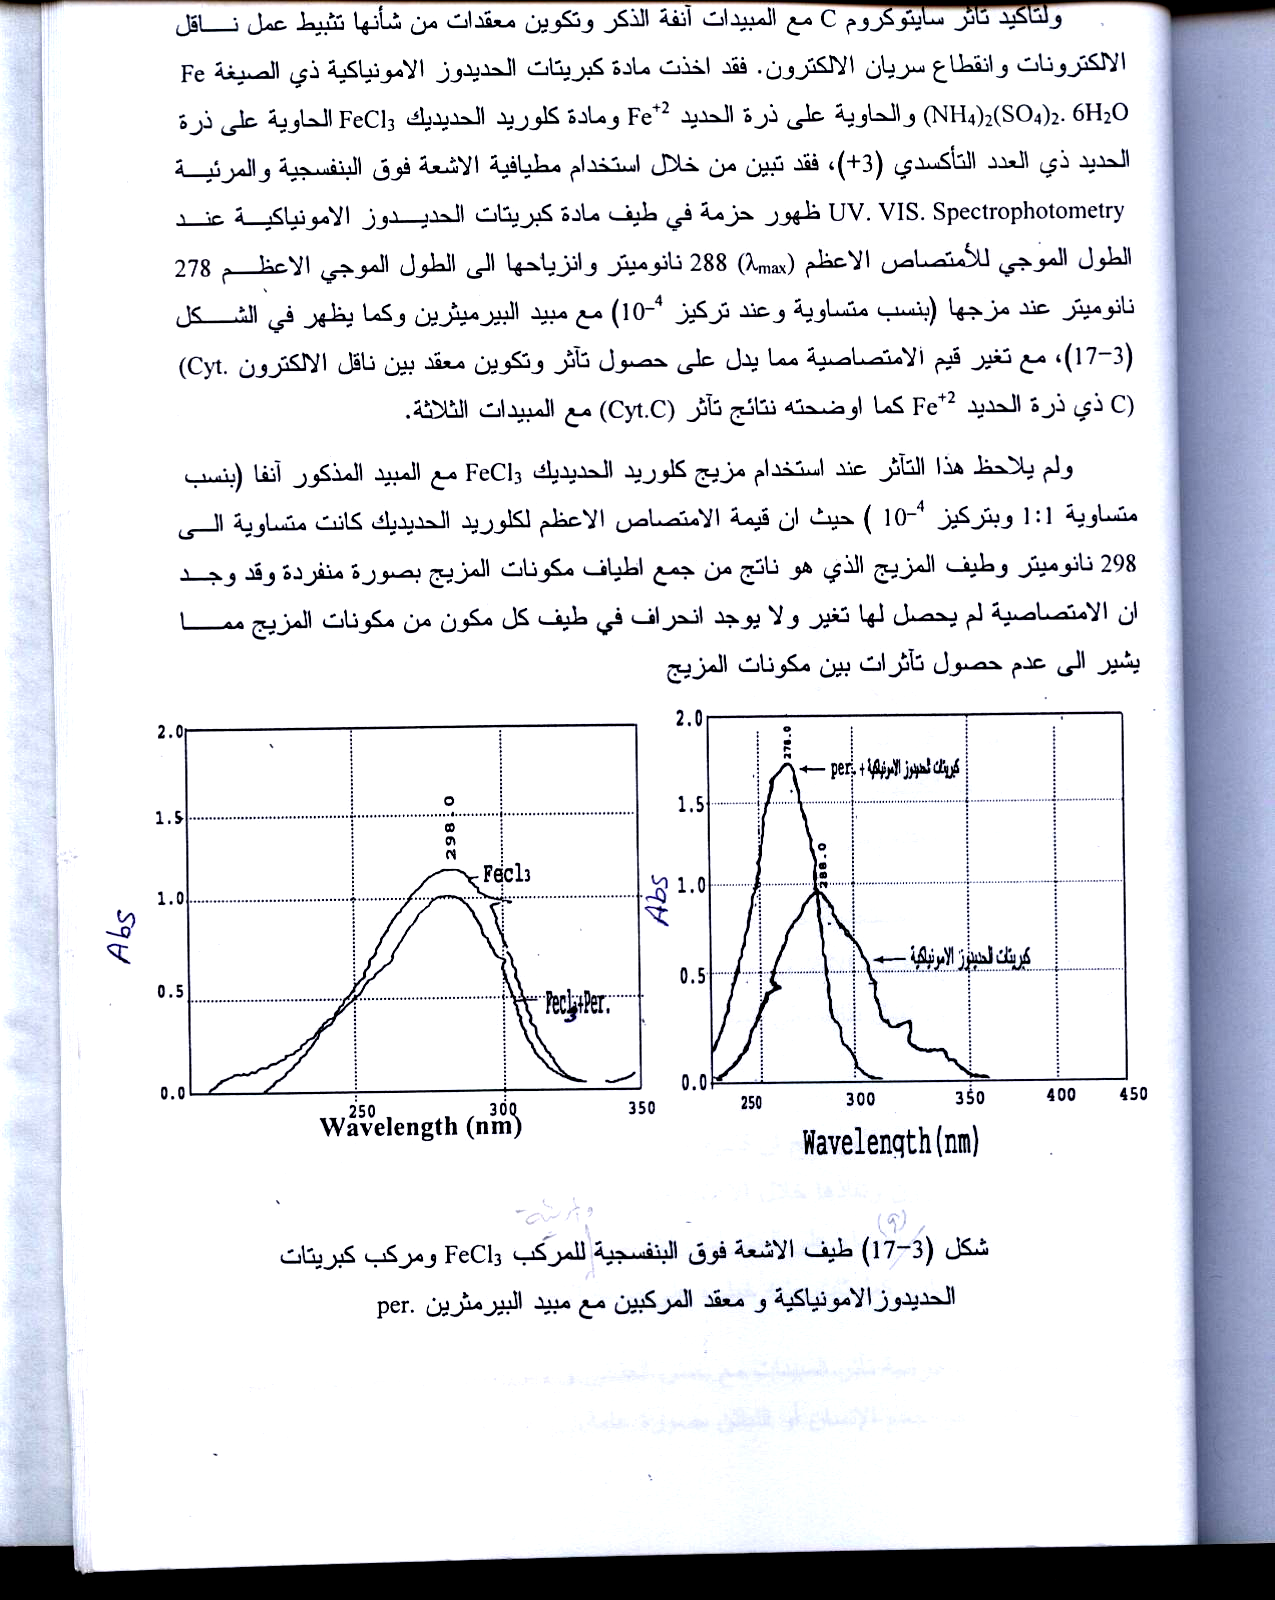 ولتاكيد تأثر سايتوكروم C مع المبيدات آنفة الذكر وتكوين معقدات من شأنها تثبيط عمل ناقل
الالكترونات وانقطاع سريان الالكترون. فقد اخذت مادة كبريتات الحديدوز الامونياكية ذي الصيغة Fe
(NH₄)₂(SO₄)₂. 6H₂O والحاوية على ذرة الحديد Fe⁺² ومادة كلوريد الحديديك FeCl₃ الحاوية على ذرة
الحديد ذي العدد التأكسدي (3+)، فقد تبين من خلال استخدام مطيافية الاشعة فوق البنفسجية والمرئية
UV. VIS. Spectrophotometry ظهور حزمة في طيف مادة كبريتات الحديدوز الامونياكية عند
الطول الموجي للأمتصاص الاعظم (λmax) 288 نانوميتر وانزياحها الى الطول الموجي الاعظم 278
نانوميتر عند مزجها (بنسب متساوية وعند تركيز 10⁻⁴) مع مبيد البيرميثرين وكما يظهر في الشكل
(3-17)، مع تغير قيم الامتصاصية مما يدل على حصول تآثر وتكوين معقد بين ناقل الالكترون (Cyt.
C) ذي ذرة الحديد Fe⁺² كما اوضحته نتائج تآثر (Cyt.C) مع المبيدات الثلاثة.
ولم يلاحظ هذا التآثر عند استخدام مزيج كلوريد الحديديك FeCl₃ مع المبيد المذكور آنفا (بنسب
متساوية 1:1 وبتركيز 10⁻⁴ ) حيث ان قيمة الامتصاص الاعظم لكلوريد الحديديك كانت متساوية الى
298 نانوميتر وطيف المزيج الذي هو ناتج من جمع اطياف مكونات المزيج بصورة منفردة وقد وجد
ان الامتصاصية لم يحصل لها تغير ولا يوجد انحراف في طيف كل مكون من مكونات المزيج مما
يشير الى عدم حصول تآثرات بين مكونات المزيج
2.0
1.5
1.0
0.5
0.0
Abs
298.0
Fecl₃
Fecl₃+Per.
250
300
350
Wavelength (nm)
2.0
1.5
1.0
0.5
0.0
Abs
278.0
كبريتات الحديدوز الامونياكية + per.
288.0
كبريتات الحديدوز الامونياكية
250
300
350
400
450
Wavelength(nm)
والمرئية
(9)
شكل (3-17) طيف الاشعة فوق البنفسجية للمركب FeCl₃ ومركب كبريتات
الحديدوز الامونياكية و معقد المركبين مع مبيد البيرمثرين .per